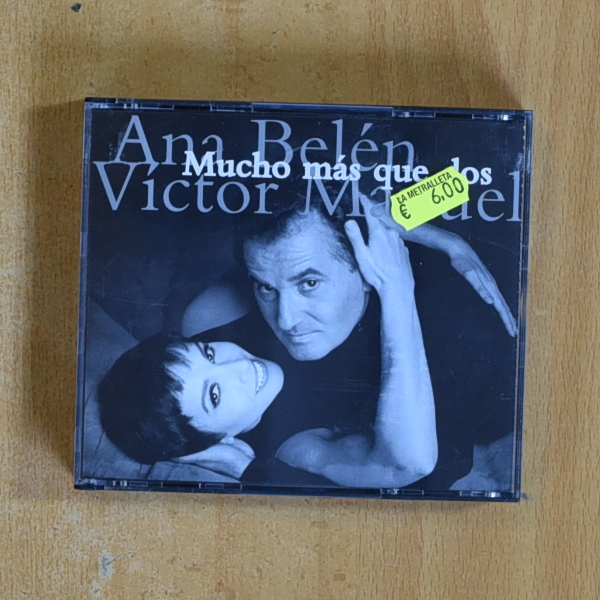 Ana Belén
Mucho más que dos
Víctor Manuel
LA METRALLETA
€ 6,00